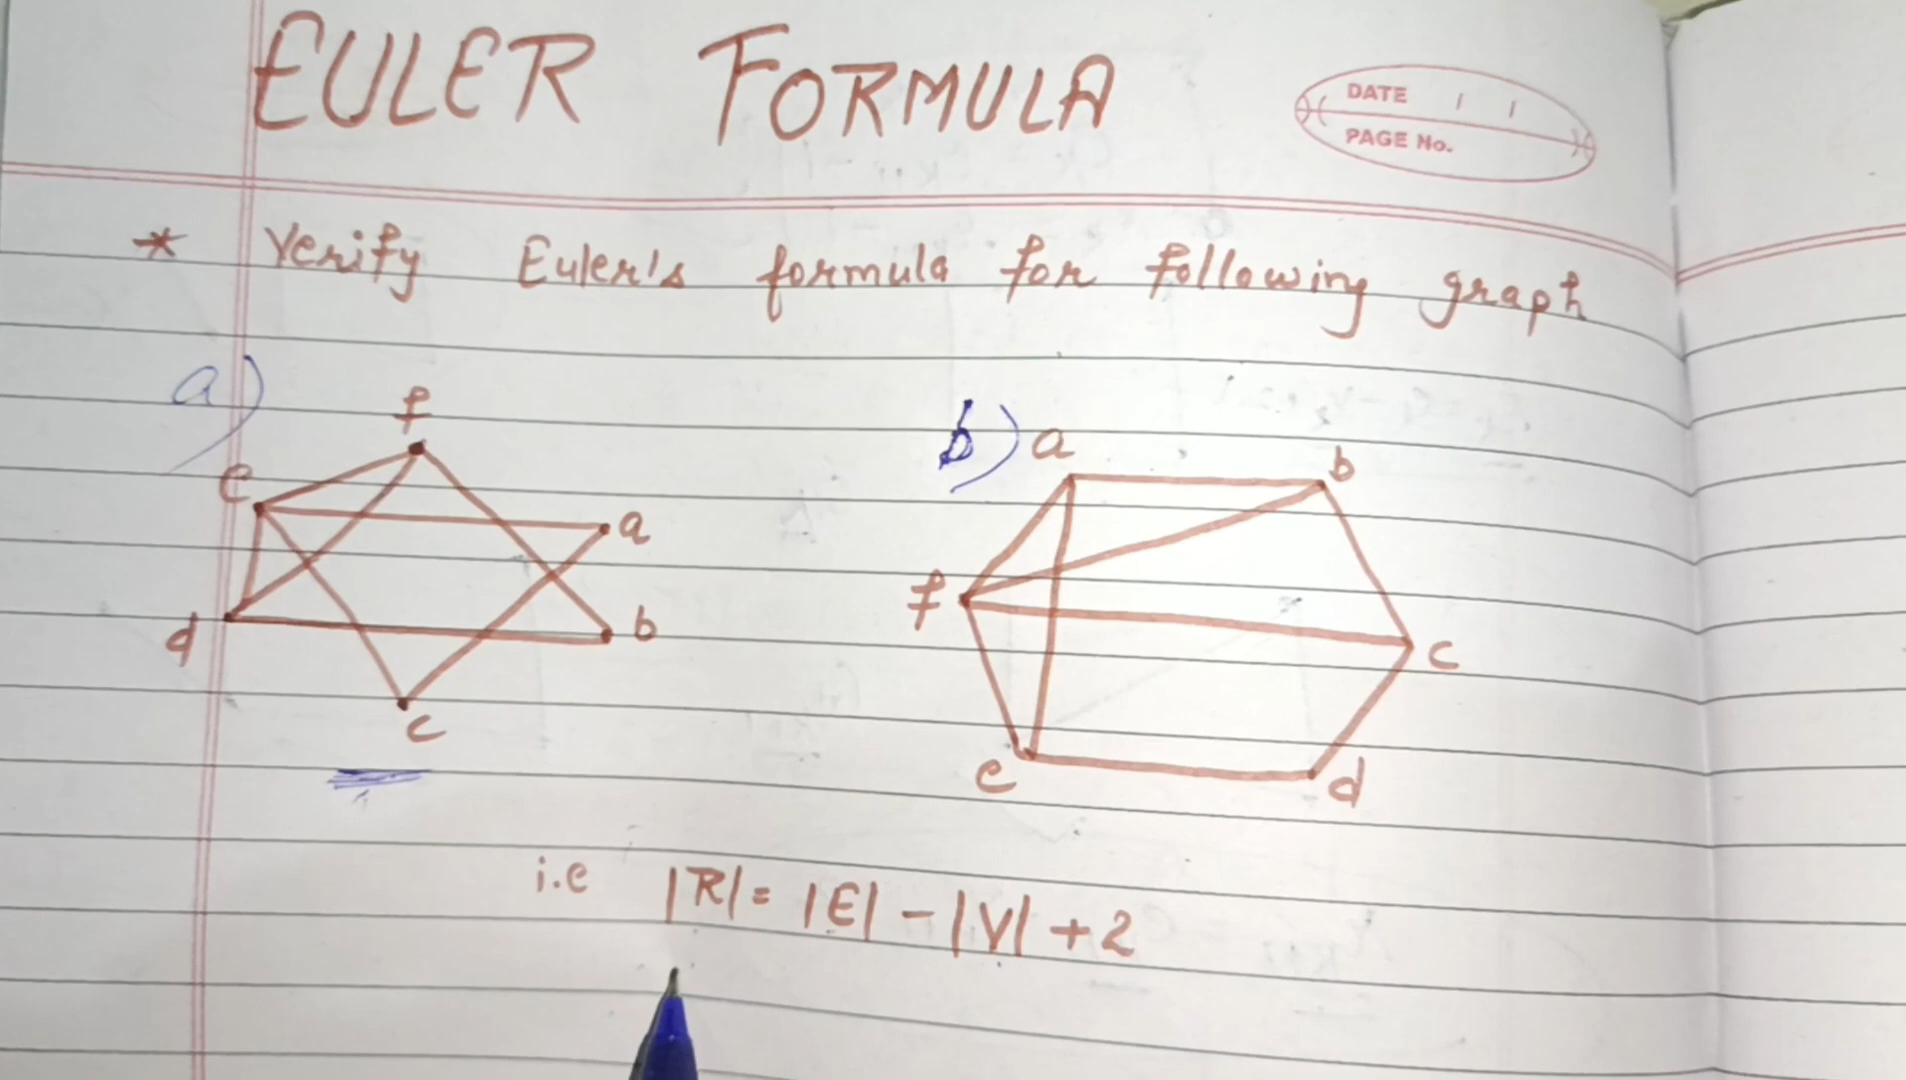 EULER FORMULA
DATE / /
PAGE No.
* Verify Euler's formula for following graph
a)
f
e
a
d
b
c
b)
a
b
f
c
e
d
i.e |R| = |E| - |V| + 2